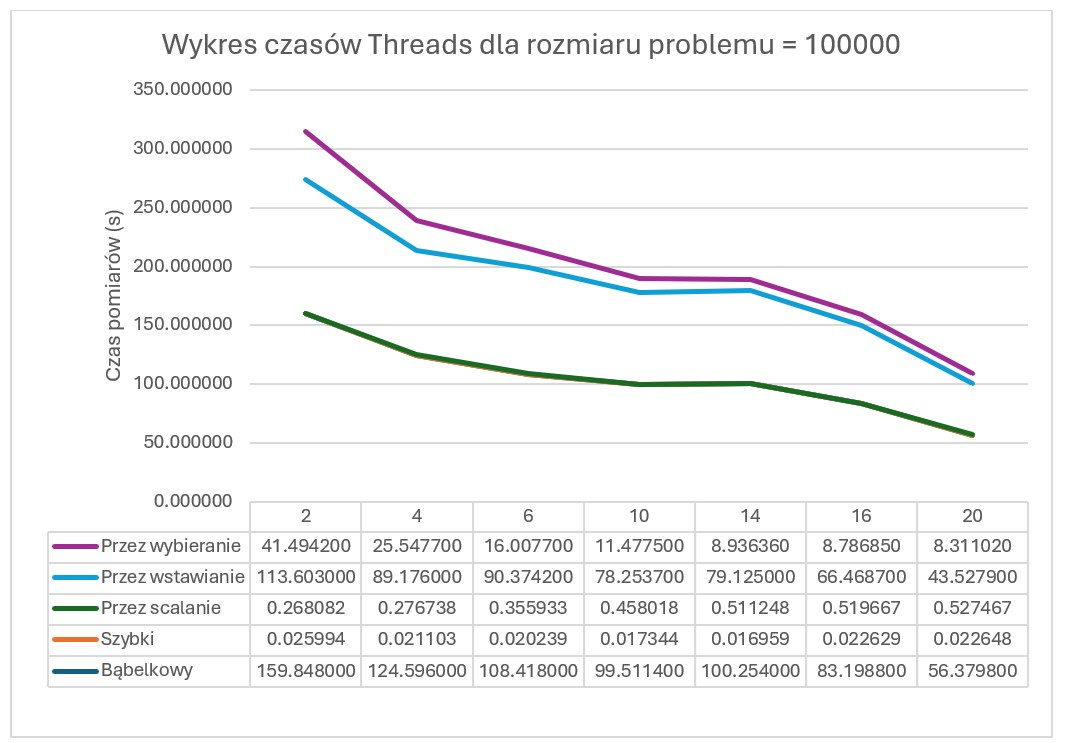 Wykres czasów Threads dla rozmiaru problemu = 100000
350.000000
300.000000
250.000000
200.000000
150.000000
100.000000
50.000000
0.000000
Czas pomiarów (s)
2 4 6 10 14 16 20
Przez wybieranie 41.494200 25.547700 16.007700 11.477500 8.936360 8.786850 8.311020
Przez wstawianie 113.603000 89.176000 90.374200 78.253700 79.125000 66.468700 43.527900
Przez scalanie 0.268082 0.276738 0.355933 0.458018 0.511248 0.519667 0.527467
Szybki 0.025994 0.021103 0.020239 0.017344 0.016959 0.022629 0.022648
Bąbelkowy 159.848000 124.596000 108.418000 99.511400 100.254000 83.198800 56.379800